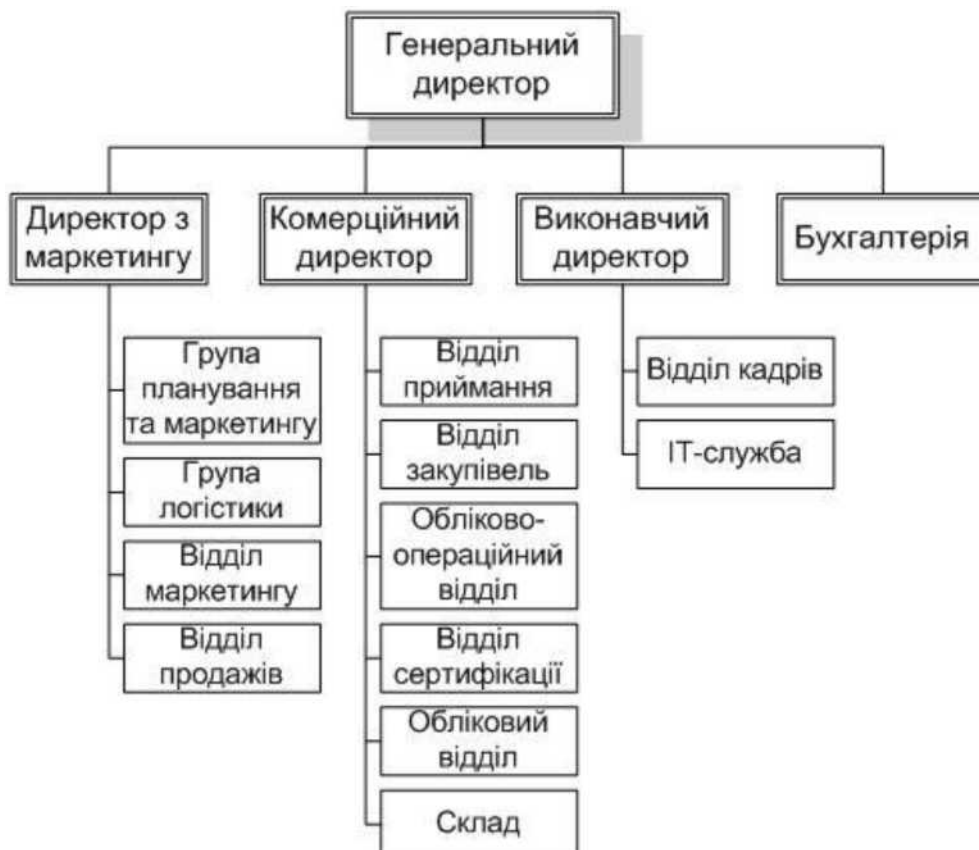 Генеральний
директор
Директор з
маркетингу
Комерційний
директор
Виконавчий
директор
Бухгалтерія
Група
планування
та маркетингу
Група
логістики
Відділ
маркетингу
Відділ
продажів
Відділ
приймання
Відділ
закупівель
Обліково-
операційний
відділ
Відділ
сертифікації
Обліковий
відділ
Склад
Відділ кадрів
ІТ-служба